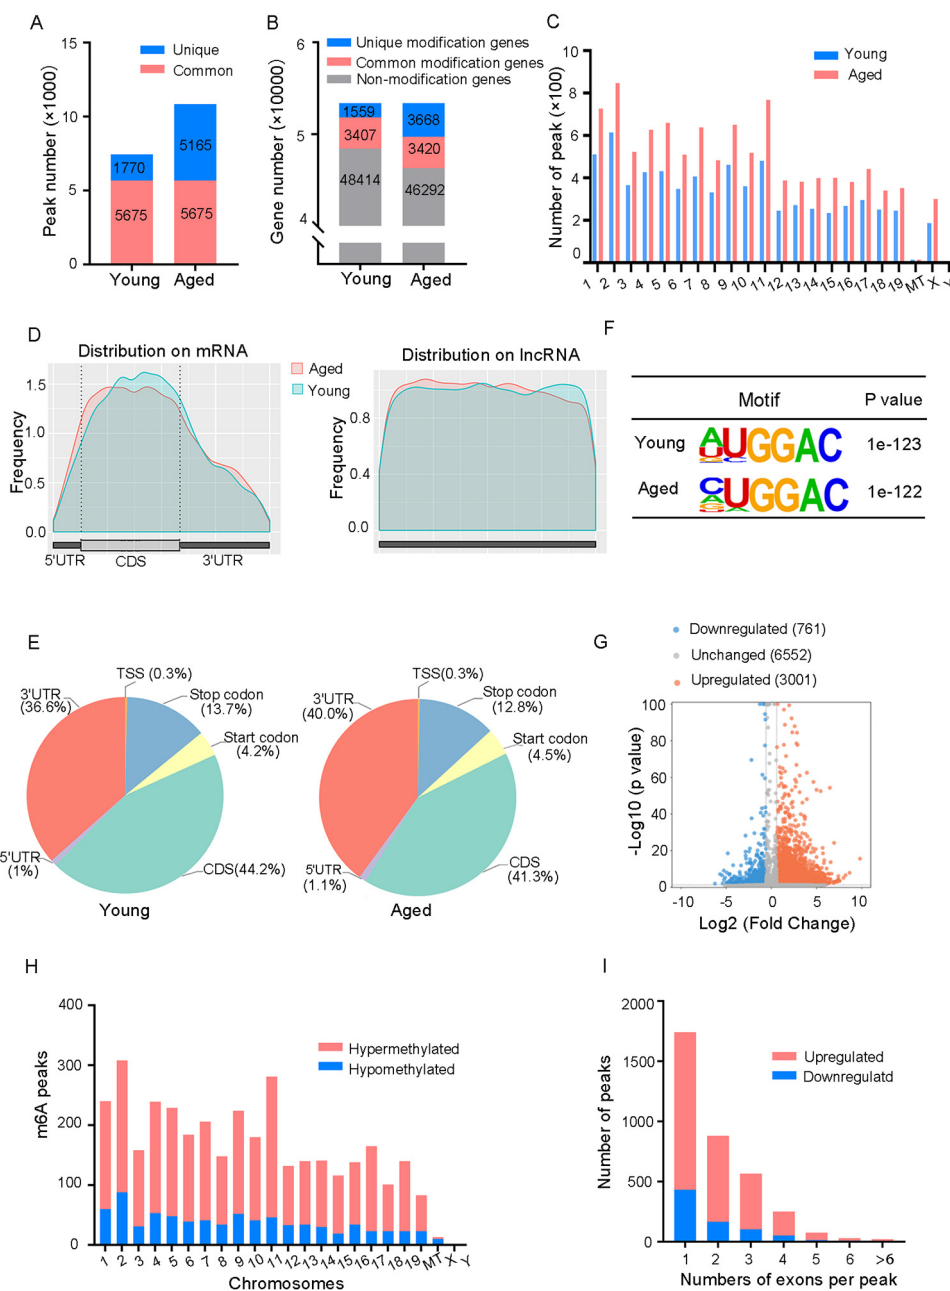 A
Peak number (×1000)
15
10
5
0
Unique
Common
1770
5675
5165
5675
Young
Aged
B
Gene number (×10000)
6
5
4
Unique modification genes
Common modification genes
Non-modification genes
1559
3407
48414
3668
3420
46292
0
Young
Aged
C
Number of peak (×100)
10
8
6
4
2
0
Young
Aged
1 2 3 4 5 6 7 8 9 10 11 12 13 14 15 16 17 18 19 MT X Y
D
Distribution on mRNA
Aged
Young
Frequency
1.5
1.0
0.5
0.0
5'UTR
CDS
3'UTR
Distribution on lncRNA
Frequency
0.8
0.4
0.0
F
Motif
P value
Young
AUGGAC
1e-123
Aged
CUGGAC
1e-122
E
TSS (0.3%)
3'UTR
(36.6%)
Stop codon
(13.7%)
Start codon
(4.2%)
5'UTR
(1%)
CDS(44.2%)
Young
TSS(0.3%)
3'UTR
(40.0%)
Stop codon
(12.8%)
Start codon
(4.5%)
5'UTR
(1.1%)
CDS
(41.3%)
Aged
G
Downregulated (761)
Unchanged (6552)
Upregulated (3001)
-Log10 (p value)
100
80
60
40
20
0
-10 -5 0 5 10
Log2 (Fold Change)
H
m6A peaks
400
300
200
100
0
Hypermethylated
Hypomethylated
1 2 3 4 5 6 7 8 9 10 11 12 13 14 15 16 17 18 19 MT X Y
Chromosomes
I
Number of peaks
2000
1500
1000
500
0
Upregulated
Downregulatd
1 2 3 4 5 6 >6
Numbers of exons per peak